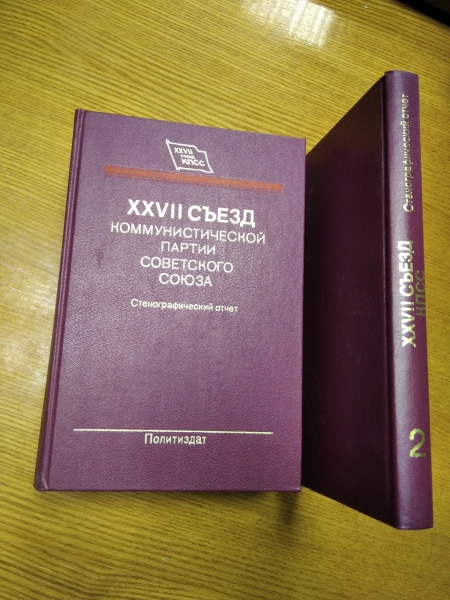 XXVII
СЪЕЗД
КПСС
XXVII СЪЕЗД
КОММУНИСТИЧЕСКОЙ
ПАРТИИ
СОВЕТСКОГО
СОЮЗА
Стенографический отчет
Политиздат
XXVII СЪЕЗД
КПСС
Стенографический отчет
2